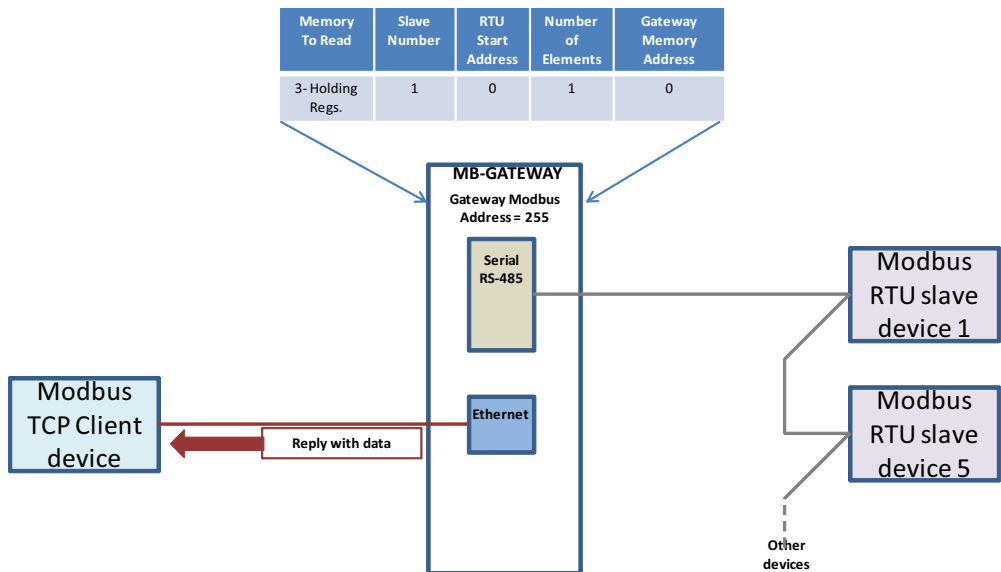 Memory To Read
Slave Number
RTU Start Address
Number of Elements
Gateway Memory Address
3- Holding Regs.
1
0
1
0
MB-GATEWAY
Gateway Modbus
Address = 255
Serial
RS-485
Modbus
RTU slave
device 1
Modbus
TCP Client
device
Ethernet
Reply with data
Modbus
RTU slave
device 5
Other
devices